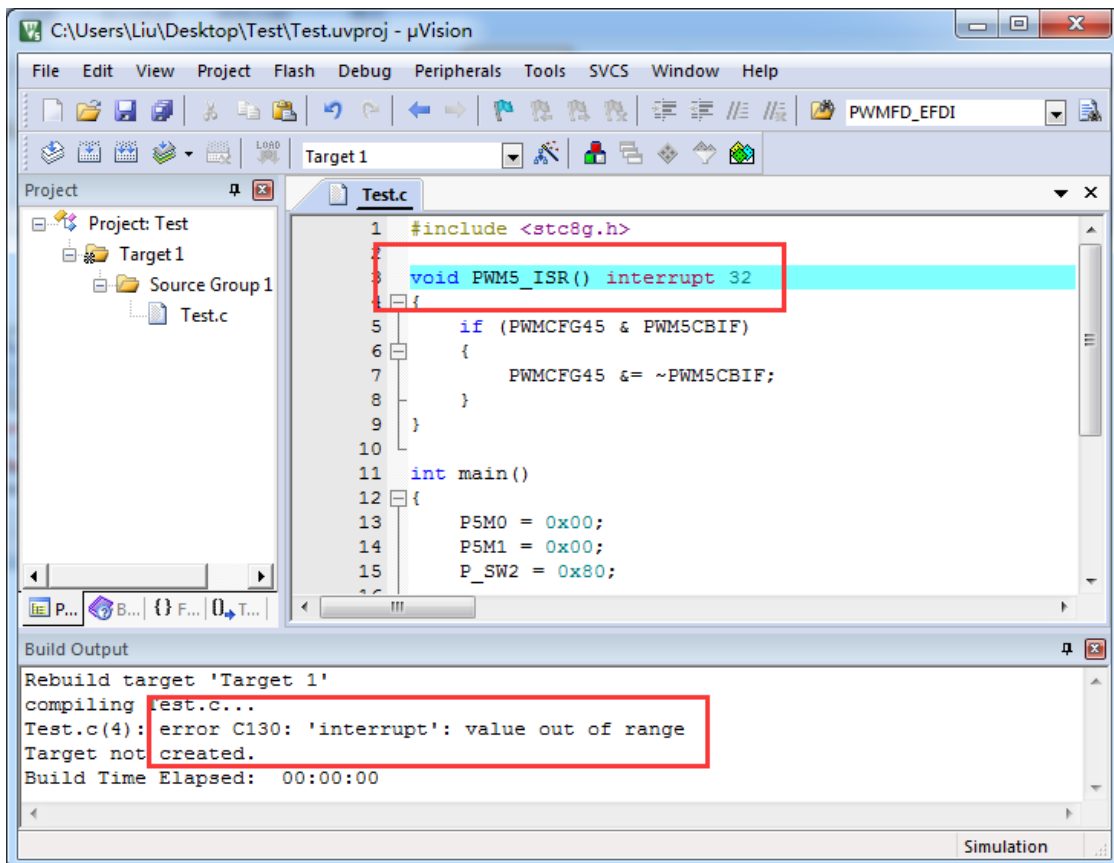 C:\Users\Liu\Desktop\Test\Test.uvproj - µVision
File Edit View Project Flash Debug Peripherals Tools SVCS Window Help
PWMFD_EFDI
LOAD
Target 1
Project
Project: Test
Target 1
Source Group 1
Test.c
P... B... {} F... 0 T...
Test.c
1 #include <stc8g.h>
2
3 void PWM5_ISR() interrupt 32
4 {
5 if (PWMCFG45 & PWM5CBIF)
6 {
7 PWMCFG45 &= ~PWM5CBIF;
8 }
9 }
10
11 int main()
12 {
13 P5M0 = 0x00;
14 P5M1 = 0x00;
15 P_SW2 = 0x80;
Build Output
Rebuild target 'Target 1'
compiling Test.c...
Test.c(4): error C130: 'interrupt': value out of range
Target not created.
Build Time Elapsed: 00:00:00
Simulation